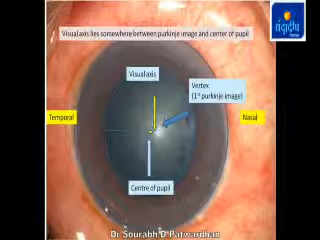 Visual axis lies somewhere between purkinje image and center of pupil
नंदादीप
Visual axis
Vertex
(1st purkinje image)
Temporal
Nasal
Centre of pupil
Dr Sourabh D Patwardhan